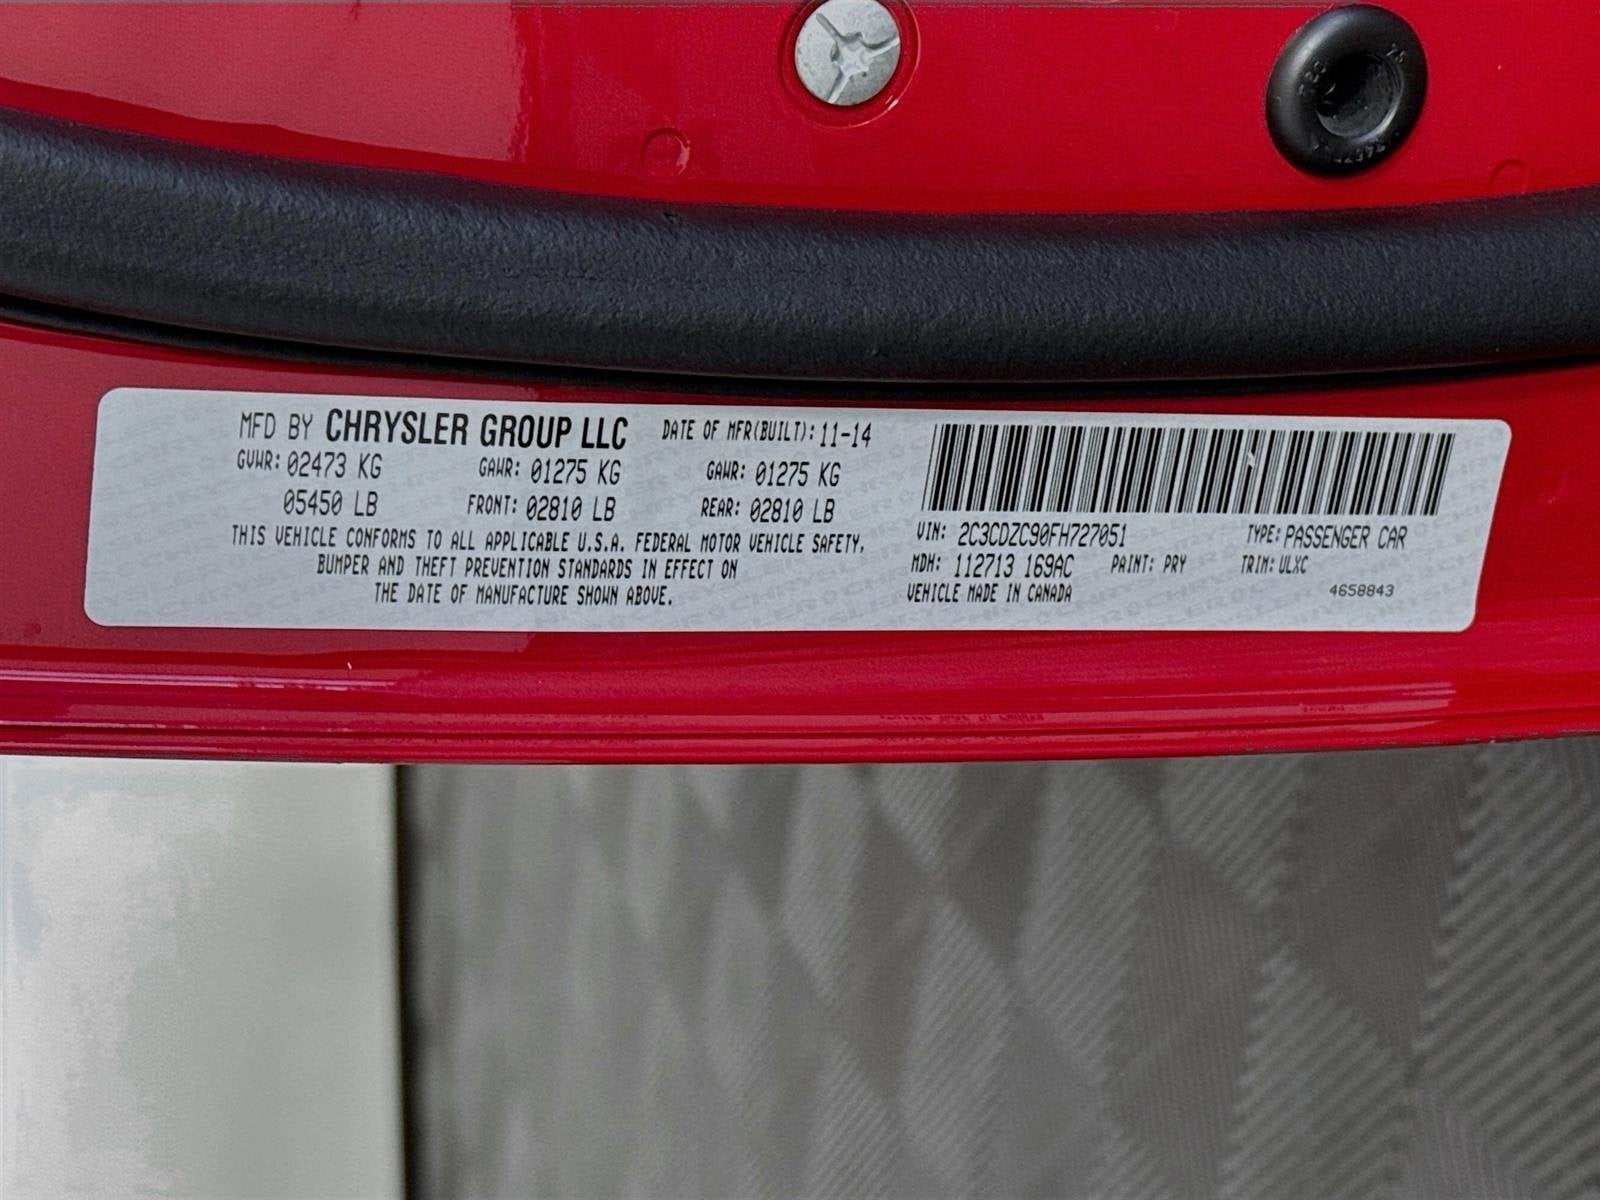 MFD BY CHRYSLER GROUP LLC DATE OF MFR(BUILT): 11-14
GVWR: 02473 KG GAWR: 01275 KG GAWR: 01275 KG
05450 LB FRONT: 02810 LB REAR: 02810 LB
THIS VEHICLE CONFORMS TO ALL APPLICABLE U.S.A. FEDERAL MOTOR VEHICLE SAFETY,
BUMPER AND THEFT PREVENTION STANDARDS IN EFFECT ON
THE DATE OF MANUFACTURE SHOWN ABOVE.
VIN: 2C3CDZC90FH727051 TYPE: PASSENGER CAR
MDH: 112713 169AC PAINT: PRY TRIM: ULXC
VEHICLE MADE IN CANADA 4658843